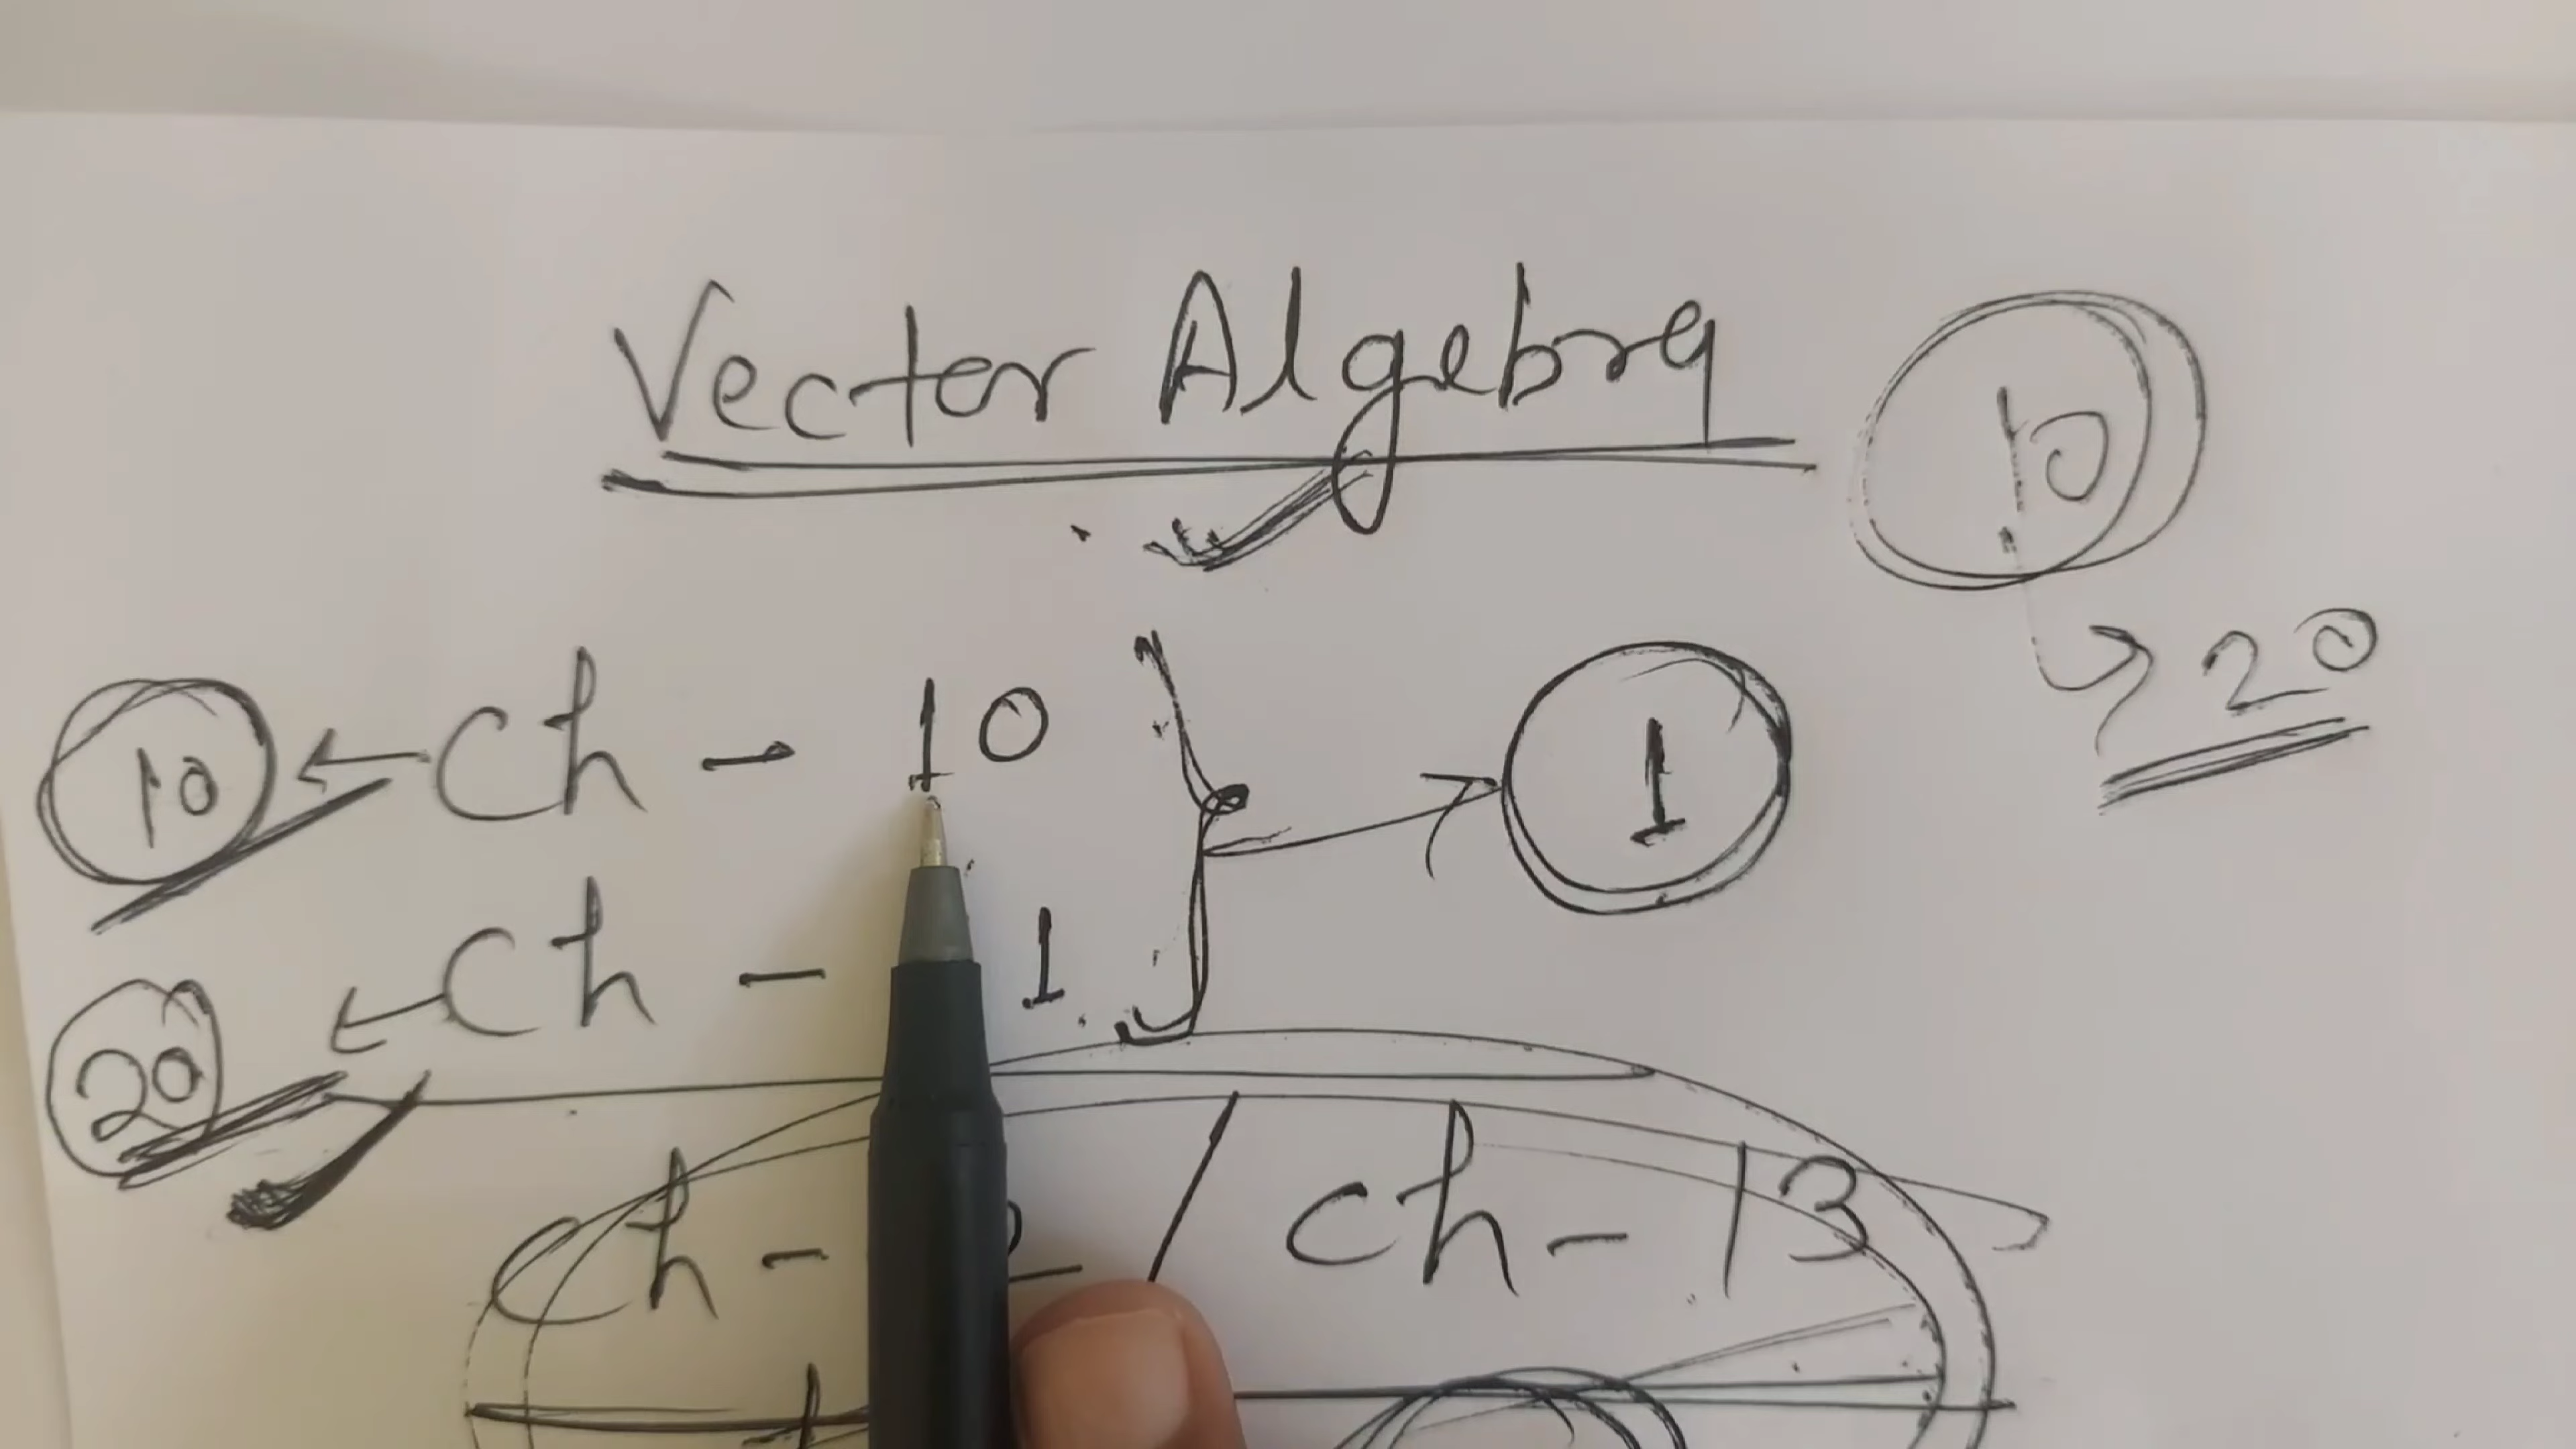 Vector Algebra 10
20
10 ← Ch - 10 → 1
20 ← Ch - 1
Ch - / Ch - 13